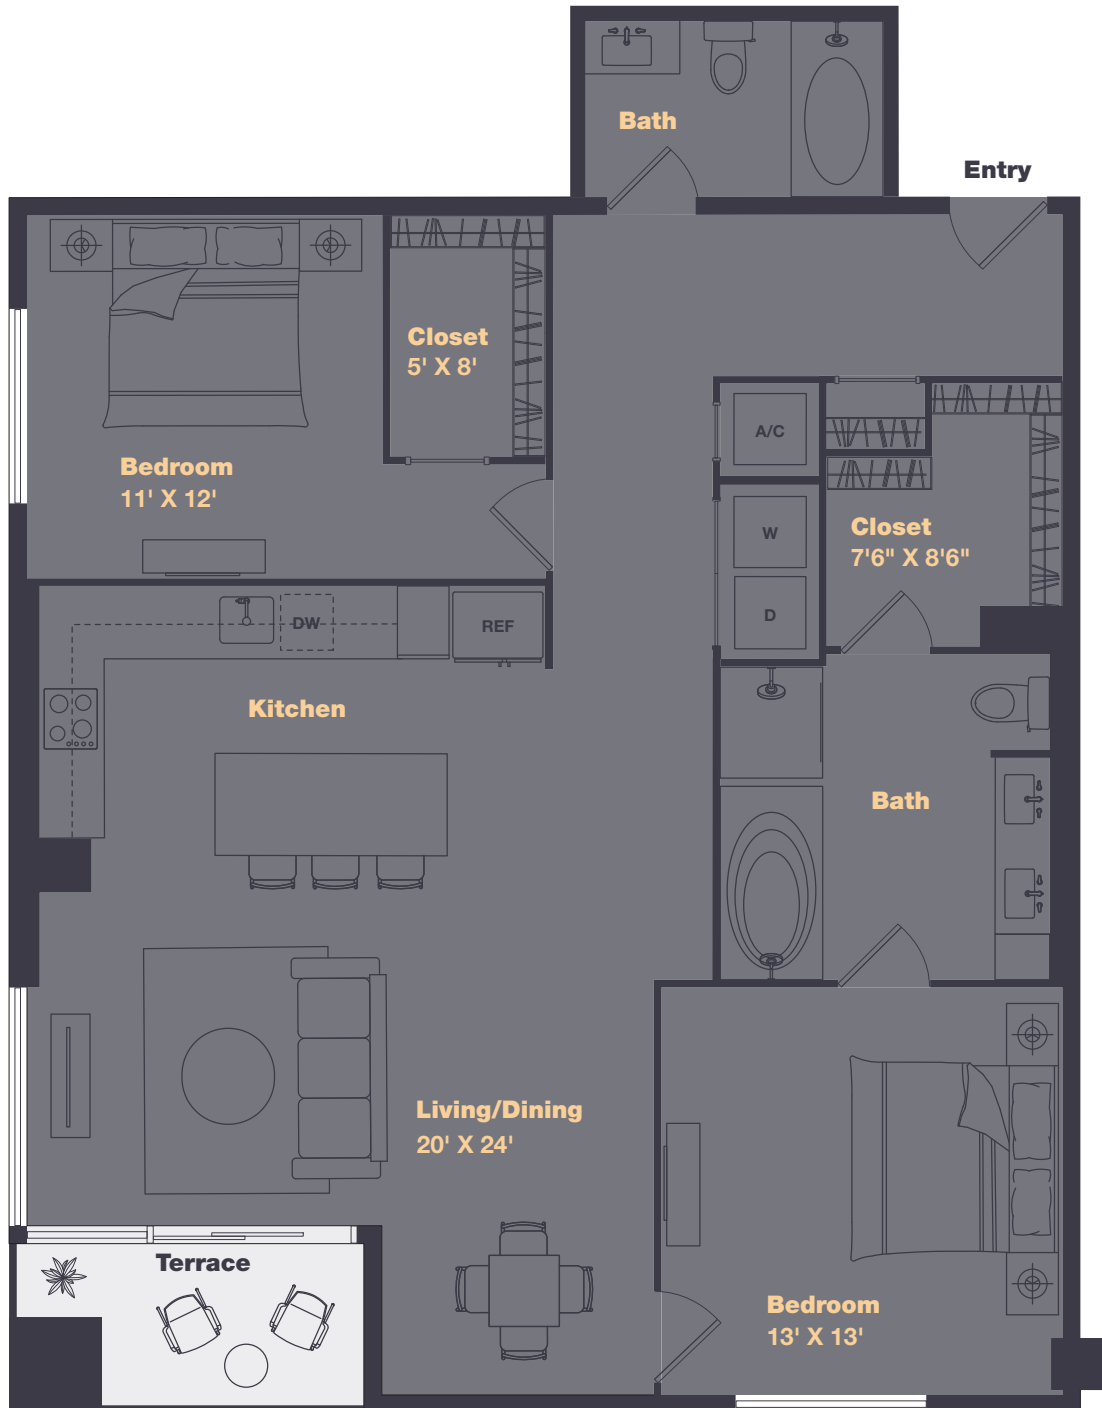 Bath
Entry
Closet
5' X 8'
A/C
Bedroom
11' X 12'
W
Closet
7'6" X 8'6"
D
DW
REF
Kitchen
Bath
Living/Dining
20' X 24'
Terrace
Bedroom
13' X 13'